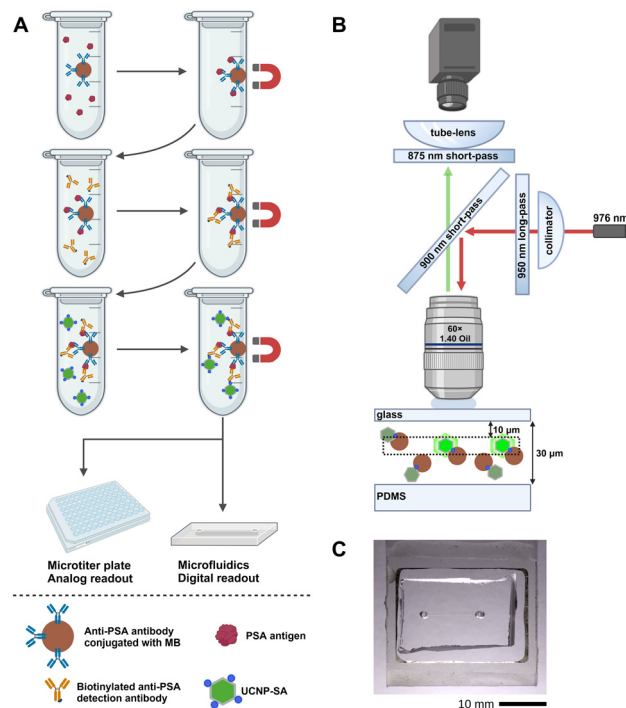 A
Microtiter plate
Analog readout
Microfluidics
Digital readout
Anti-PSA antibody
conjugated with MB
PSA antigen
Biotinylated anti-PSA
detection antibody
UCNP-SA
B
tube-lens
875 nm short-pass
900 nm short-pass
950 nm long-pass
collimator
976 nm
60×
1.40 Oil
glass
10 µm
30 µm
PDMS
C
10 mm